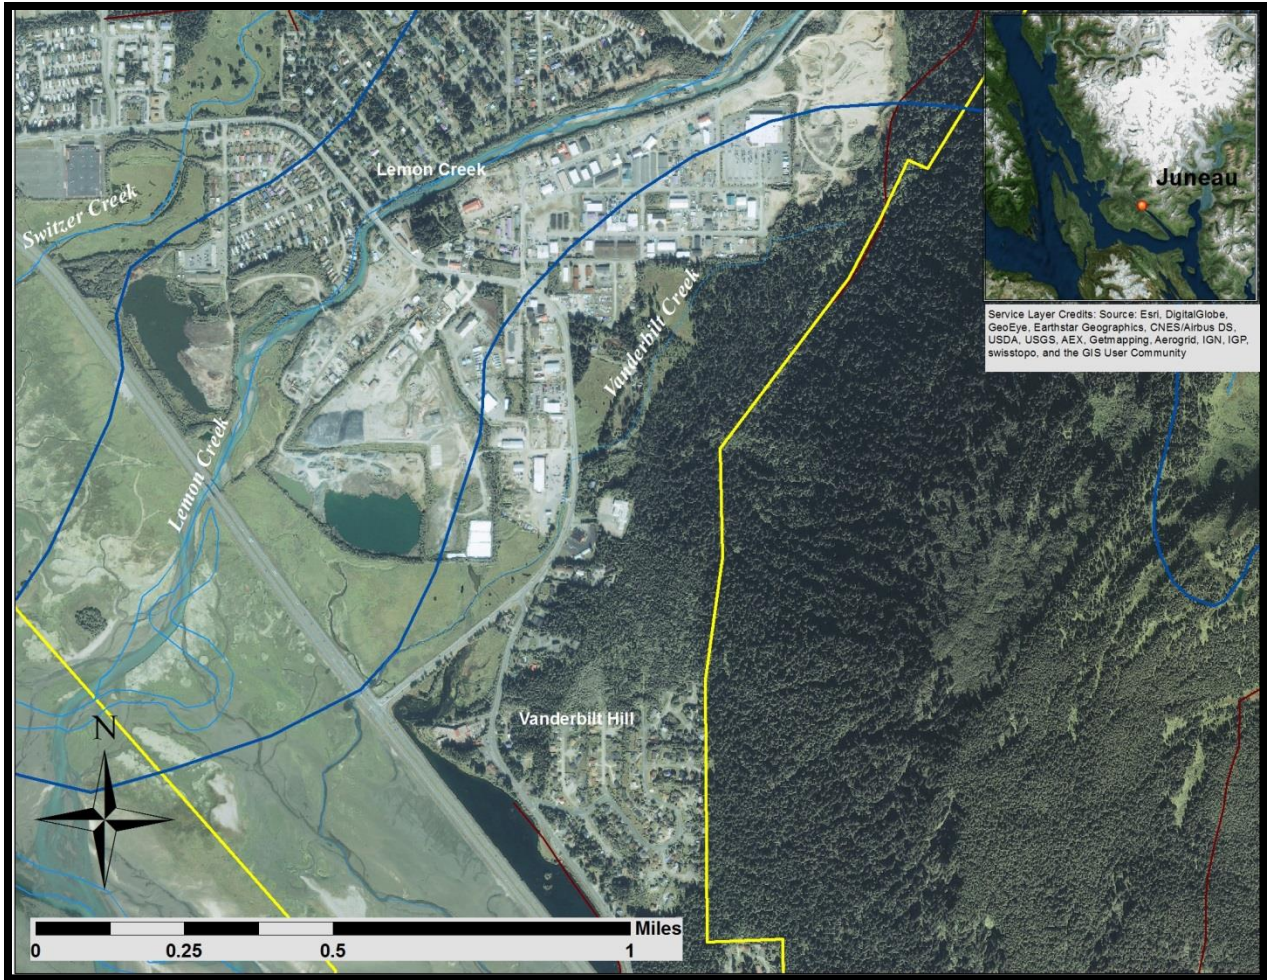 Juneau
Lemon Creek
Switzer Creek
Vanderbilt Creek
Service Layer Credits: Source: Esri, DigitalGlobe,
GeoEye, Earthstar Geographics, CNES/Airbus DS,
USDA, USGS, AEX, Getmapping, Aerogrid, IGN, IGP,
swisstopo, and the GIS User Community
Lemon Creek
Vanderbilt Hill
N
Miles
0 0.25 0.5 1